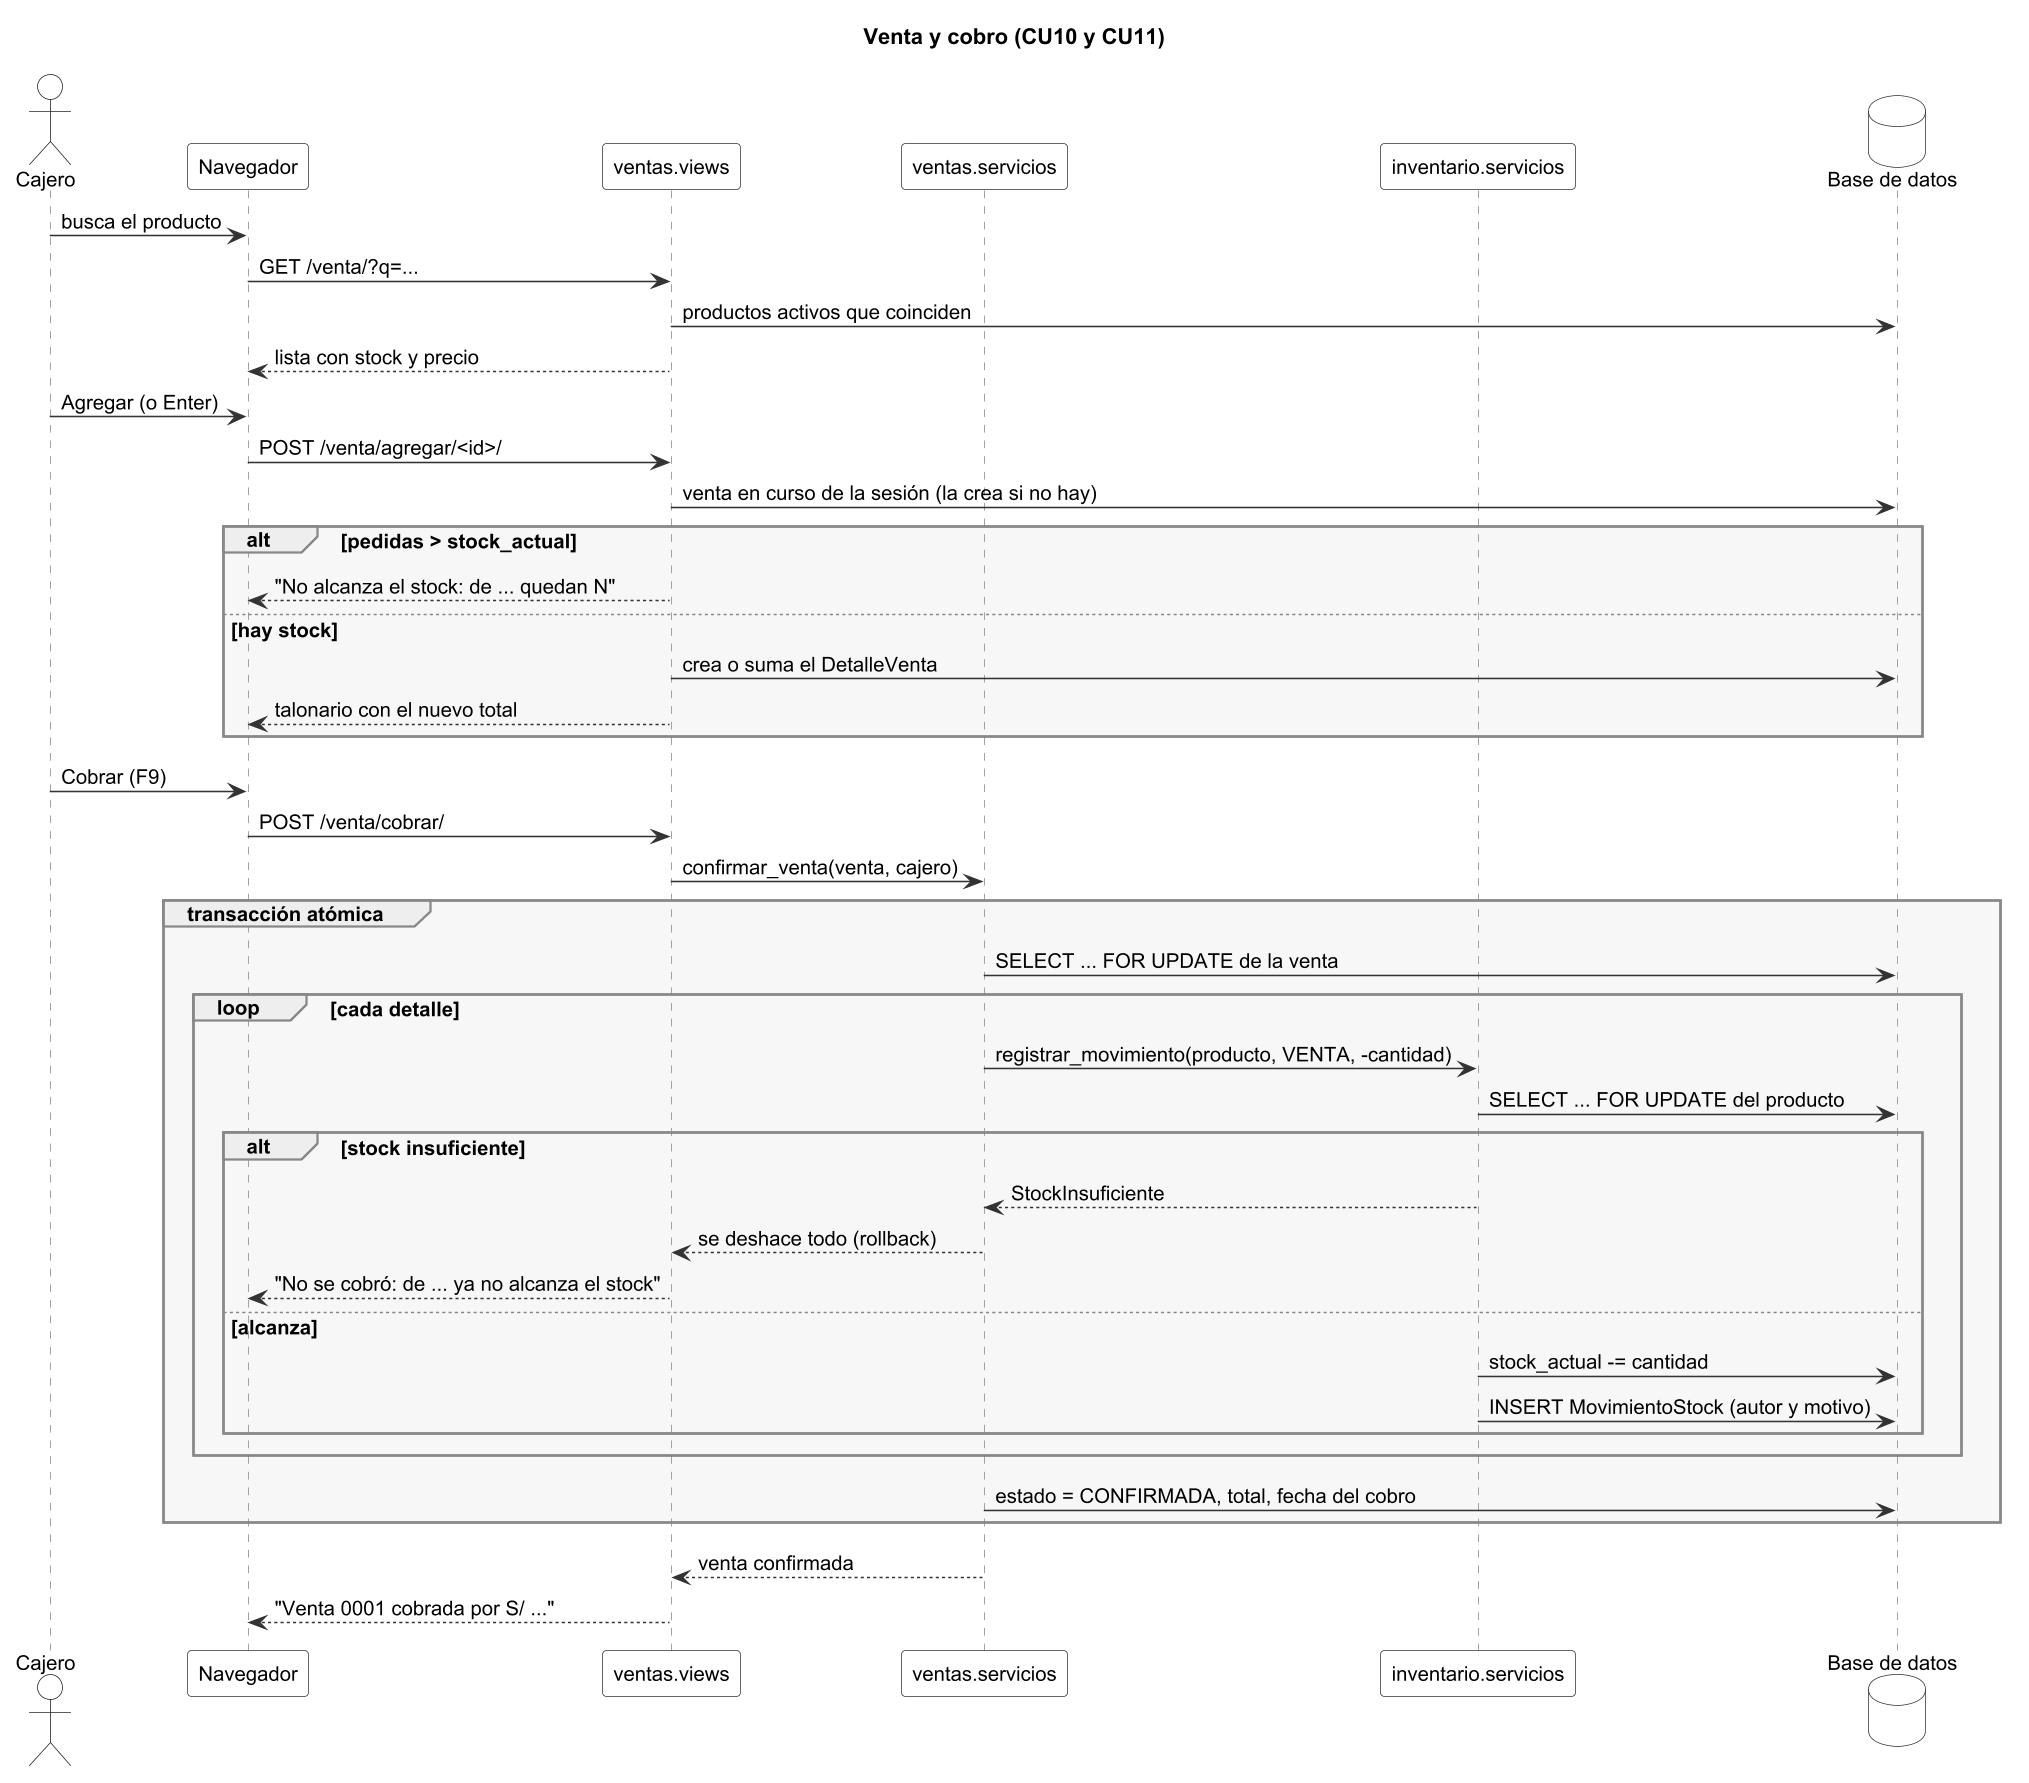 Venta y cobro (CU10 y CU11)
Cajero
Navegador
ventas.views
ventas.servicios
inventario.servicios
Base de datos
busca el producto
GET /venta/?q=...
productos activos que coinciden
lista con stock y precio
Agregar (o Enter)
POST /venta/agregar/<id>/
venta en curso de la sesión (la crea si no hay)
alt [pedidas > stock_actual]
"No alcanza el stock: de ... quedan N"
[hay stock]
crea o suma el DetalleVenta
talonario con el nuevo total
Cobrar (F9)
POST /venta/cobrar/
confirmar_venta(venta, cajero)
transacción atómica
SELECT ... FOR UPDATE de la venta
loop [cada detalle]
registrar_movimiento(producto, VENTA, -cantidad)
SELECT ... FOR UPDATE del producto
alt [stock insuficiente]
StockInsuficiente
se deshace todo (rollback)
"No se cobró: de ... ya no alcanza el stock"
[alcanza]
stock_actual -= cantidad
INSERT MovimientoStock (autor y motivo)
estado = CONFIRMADA, total, fecha del cobro
venta confirmada
"Venta 0001 cobrada por S/ ..."
Cajero
Navegador
ventas.views
ventas.servicios
inventario.servicios
Base de datos